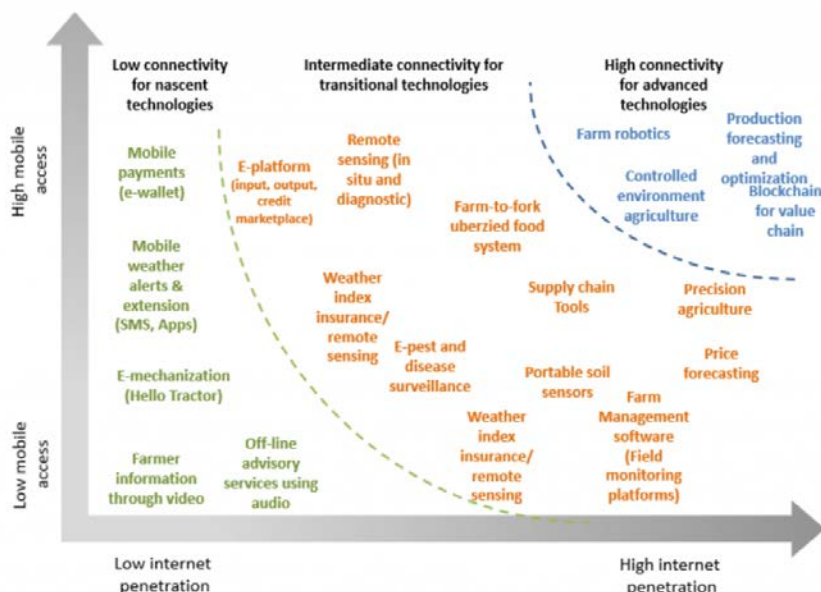 Low connectivity
for nascent
technologies
Intermediate connectivity for
transitional technologies
High connectivity
for advanced
technologies
High mobile
access
Low mobile
access
Mobile
payments
(e-wallet)
Mobile
weather
alerts &
extension
(SMS, Apps)
E-mechanization
(Hello Tractor)
Farmer
information
through video
Off-line
advisory
services using
audio
E-platform
(input, output,
credit
marketplace)
Remote
sensing (in
situ and
diagnostic)
Farm-to-fork
uberzied food
system
Weather
index
insurance/
remote
sensing
E-pest and
disease
surveillance
Supply chain
Tools
Precision
agriculture
Portable soil
sensors
Price
forecasting
Weather
index
insurance/
remote
sensing
Farm
Management
software
(Field
monitoring
platforms)
Farm robotics
Controlled
environment
agriculture
Production
forecasting
and
optimization
Blockchain
for value
chain
Low internet
penetration
High internet
penetration